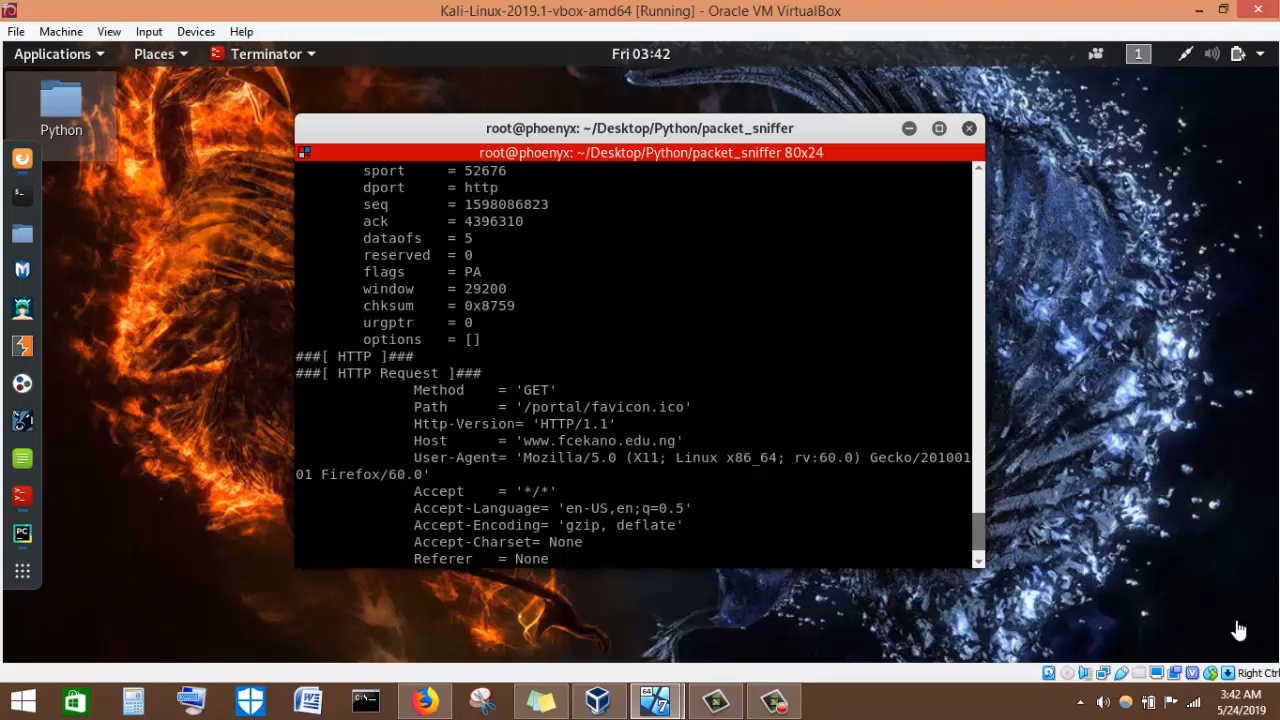 Kali-Linux-2019.1-vbox-amd64 [Running] - Oracle VM VirtualBox
File Machine View Input Devices Help
Applications Places Terminator Fri 03:42 1
Python
root@phoenyx: ~/Desktop/Python/packet_sniffer
root@phoenyx: ~/Desktop/Python/packet_sniffer 80x24
sport = 52676
dport = http
seq = 1598086823
ack = 4396310
dataofs = 5
reserved = 0
flags = PA
window = 29200
chksum = 0x8759
urgptr = 0
options = []
###[ HTTP ]###
###[ HTTP Request ]###
Method = 'GET'
Path = '/portal/favicon.ico'
Http-Version= 'HTTP/1.1'
Host = 'www.fcekano.edu.ng'
User-Agent= 'Mozilla/5.0 (X11; Linux x86_64; rv:60.0) Gecko/201001
01 Firefox/60.0'
Accept = '*/*'
Accept-Language= 'en-US,en;q=0.5'
Accept-Encoding= 'gzip, deflate'
Accept-Charset= None
Referer = None
Right Ctrl
3:42 AM
5/24/2019